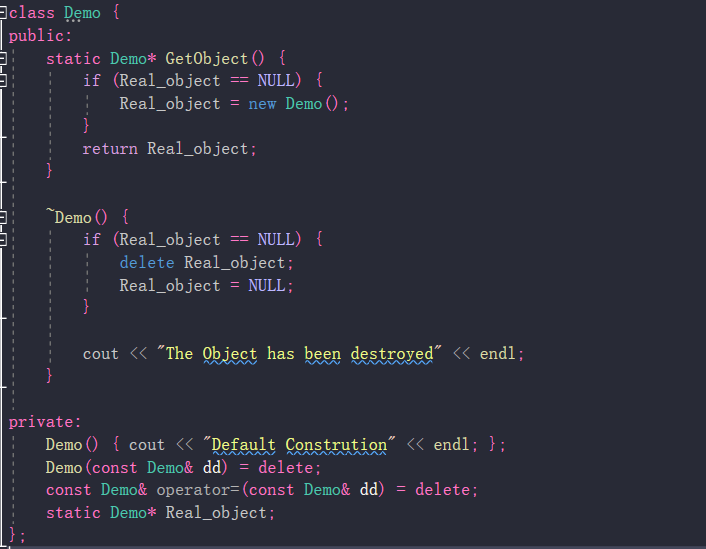 class Demo {
public:
    static Demo* GetObject() {
        if (Real_object == NULL) {
            Real_object = new Demo();
        }
        return Real_object;
    }

    ~Demo() {
        if (Real_object == NULL) {
            delete Real_object;
            Real_object = NULL;
        }

        cout << "The Object has been destroyed" << endl;
    }

private:
    Demo() { cout << "Default Constrution" << endl; };
    Demo(const Demo& dd) = delete;
    const Demo& operator=(const Demo& dd) = delete;
    static Demo* Real_object;
};